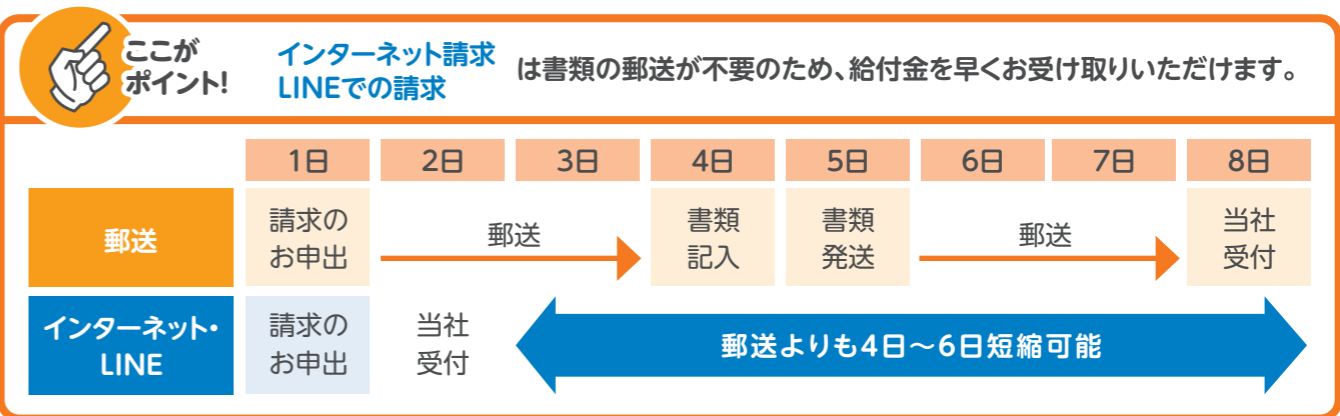 ここが
ポイント!
インターネット請求
LINEでの請求
は書類の郵送が不要のため、給付金を早くお受け取りいただけます。
1日 2日 3日 4日 5日 6日 7日 8日
郵送
請求の
お申出
郵送
書類
記入
書類
発送
郵送
当社
受付
インターネット・
LINE
請求の
お申出
当社
受付
郵送よりも4日～6日短縮可能